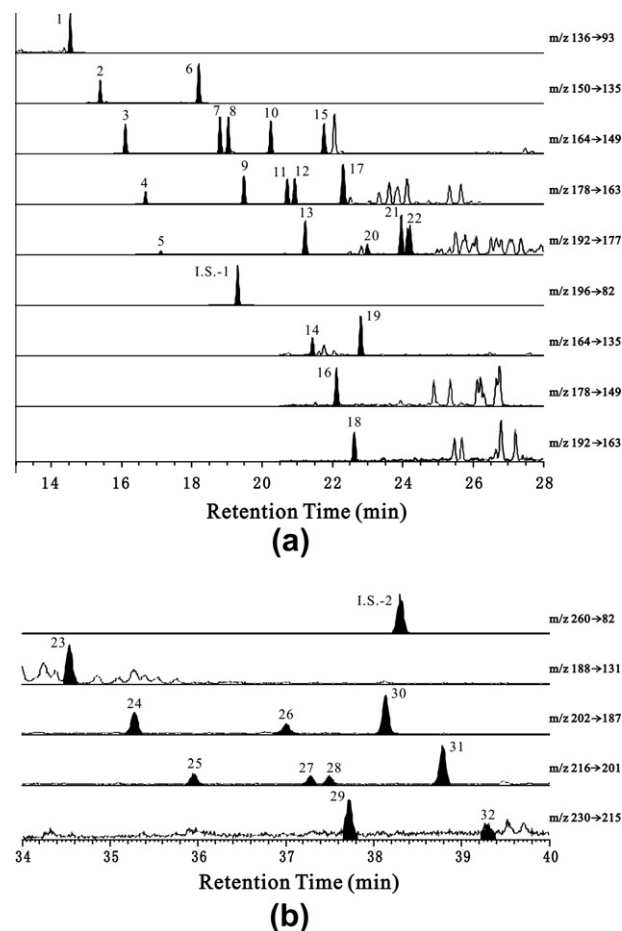 1
m/z 136→93
2
6
m/z 150→135
3
7
8
10
15
m/z 164→149
4
9
11
12
17
m/z 178→163
5
13
20
21
22
m/z 192→177
I.S.-1
m/z 196→82
14
19
m/z 164→135
16
m/z 178→149
18
m/z 192→163
14 16 18 20 22 24 26 28
Retention Time (min)
(a)
I.S.-2
m/z 260→82
23
m/z 188→131
24
26
30
m/z 202→187
25
27
28
31
m/z 216→201
29
32
m/z 230→215
34 35 36 37 38 39 40
Retention Time (min)
(b)